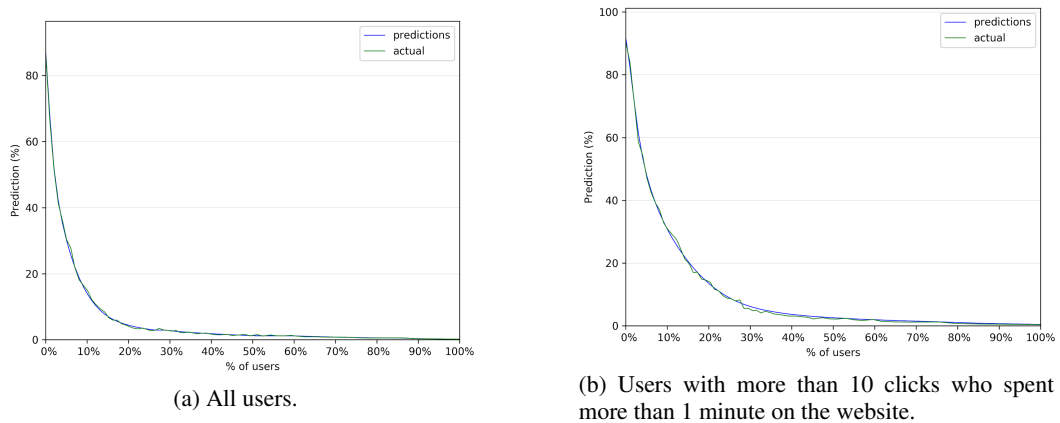 predictions
actual
80
60
40
20
0
Prediction (%)
0% 10% 20% 30% 40% 50% 60% 70% 80% 90% 100%
% of users
(a) All users.
predictions
actual
100
80
60
40
20
0
Prediction (%)
0% 10% 20% 30% 40% 50% 60% 70% 80% 90% 100%
% of users
(b) Users with more than 10 clicks who spent
more than 1 minute on the website.